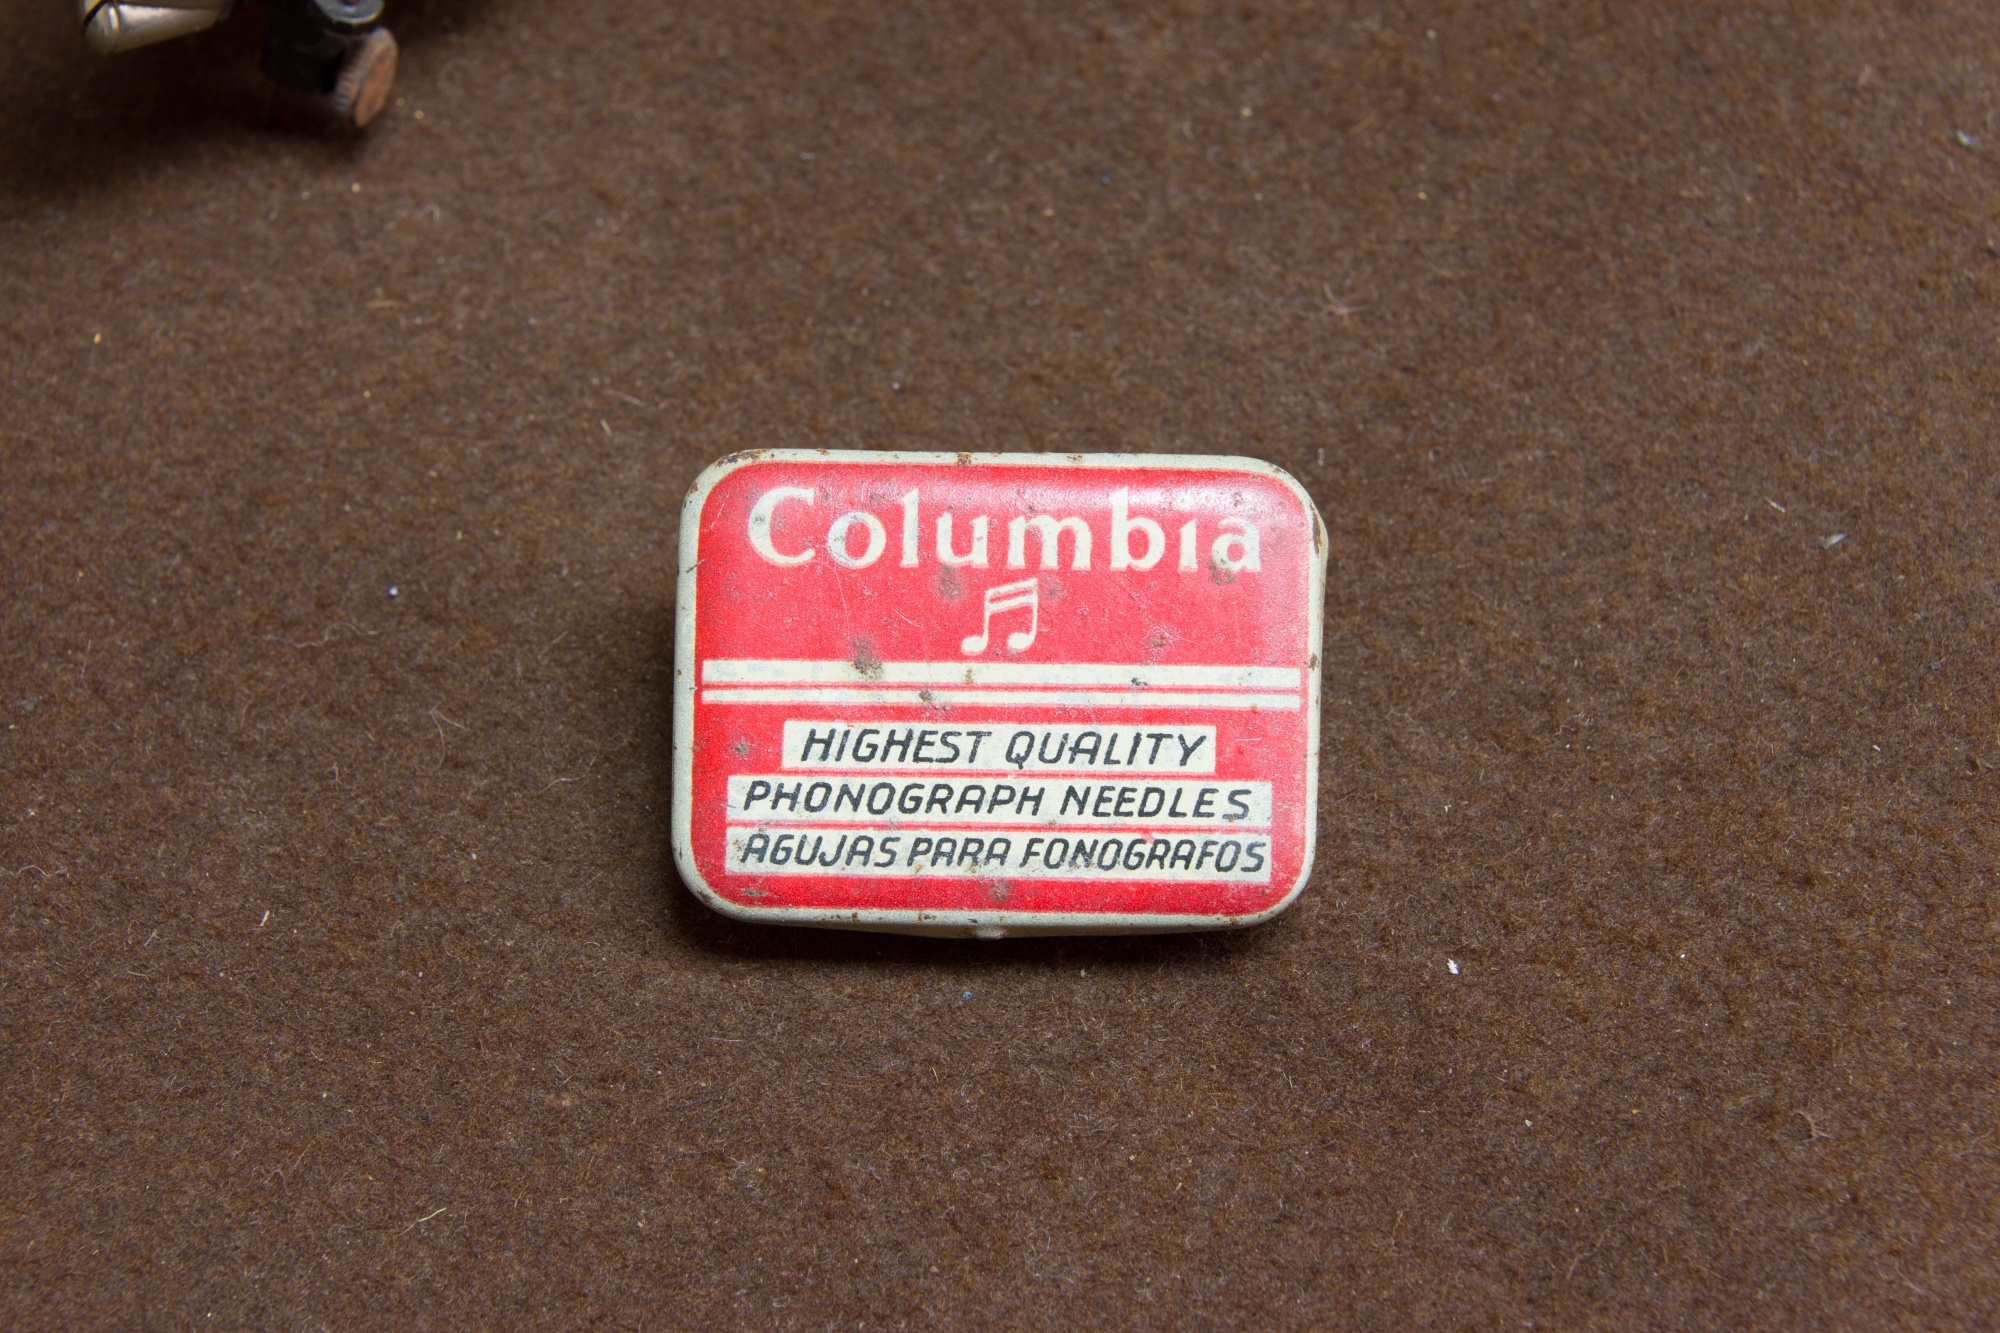 Columbia
HIGHEST QUALITY
PHONOGRAPH NEEDLES
AGUJAS PARA FONOGRAFOS